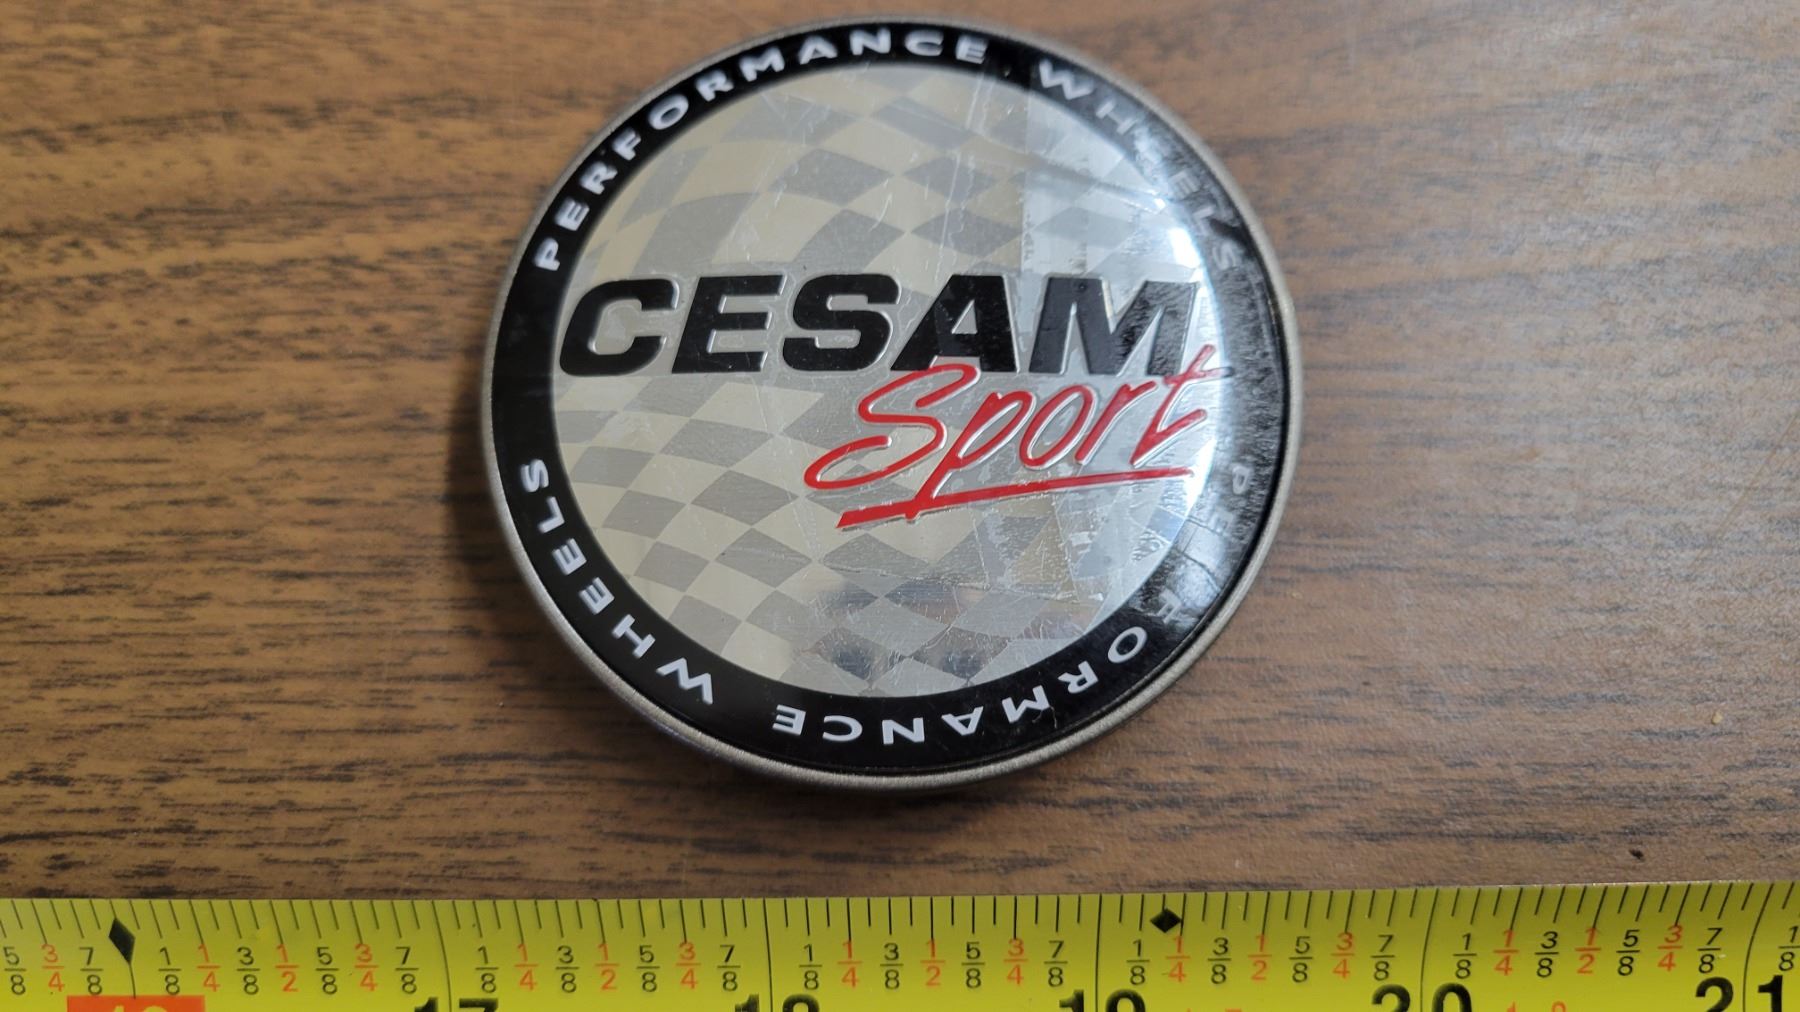 PERFORMANCE WHEELS
CESAM
Sport
PERFORMANCE WHEELS
5/8 3/4 7/8 1/8 1/4 3/8 1/2 5/8 3/4 7/8 1/8 1/4 3/8 1/2 5/8 3/4 7/8 1/8 1/4 3/8 1/2 5/8 3/4 7/8 1/8 1/4 3/8 1/2 5/8 3/4 7/8 1/8 1/4 3/8 1/2 5/8 3/4 7/8 1/8
17 18 19 20 21